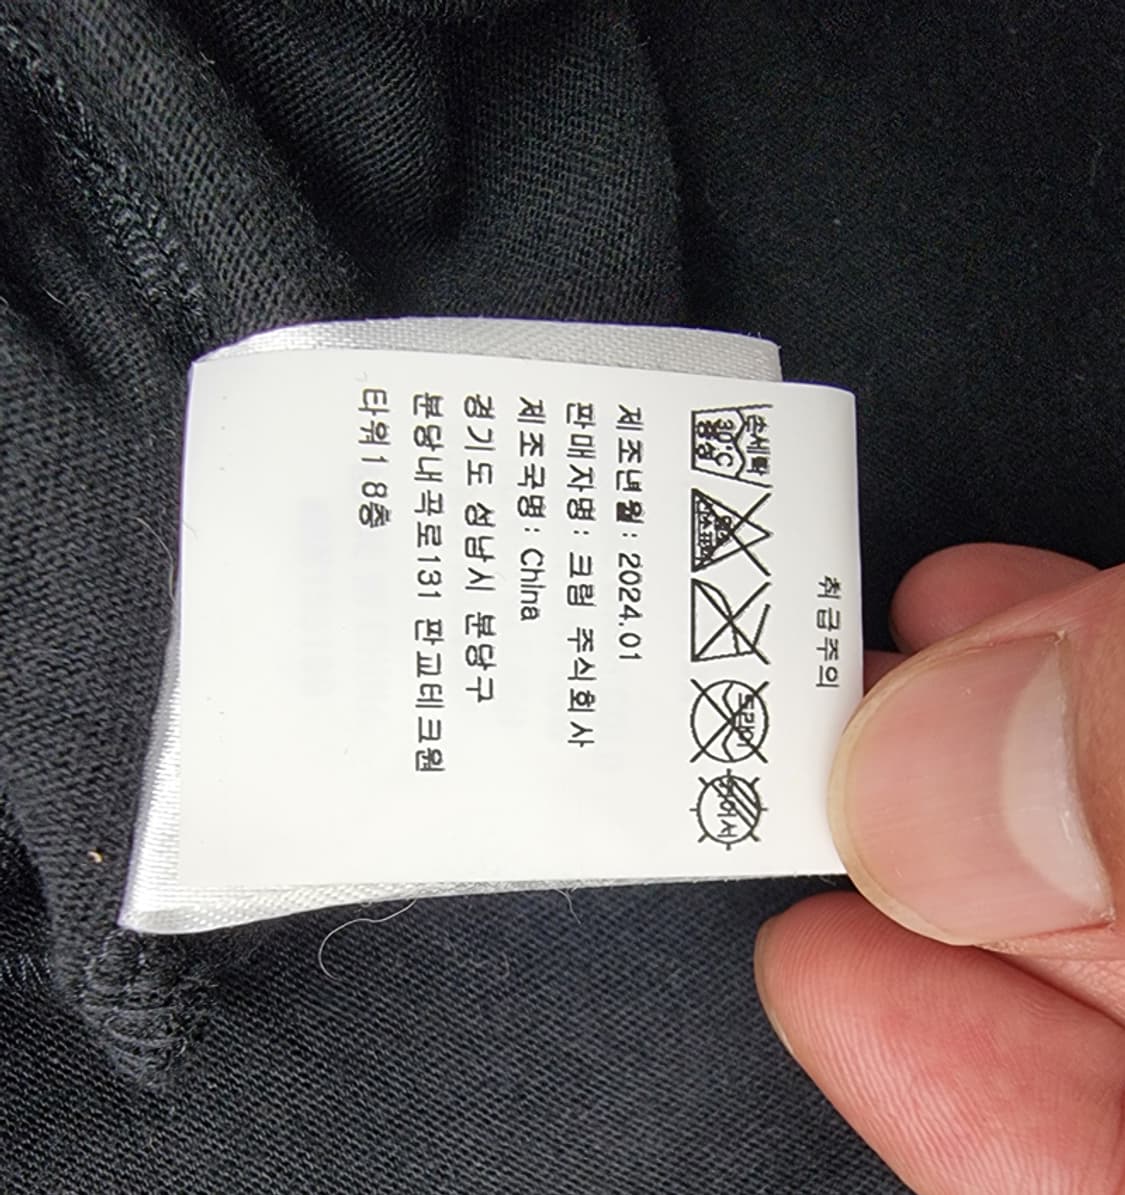 취급주의
손세탁
30°C
중성
드라이
제조년월: 2024.01
판매자명: 크림 주식회사
제조국명: China
경기도 성남시 분당구
분당내곡로131 판교테크원
타워1 8층